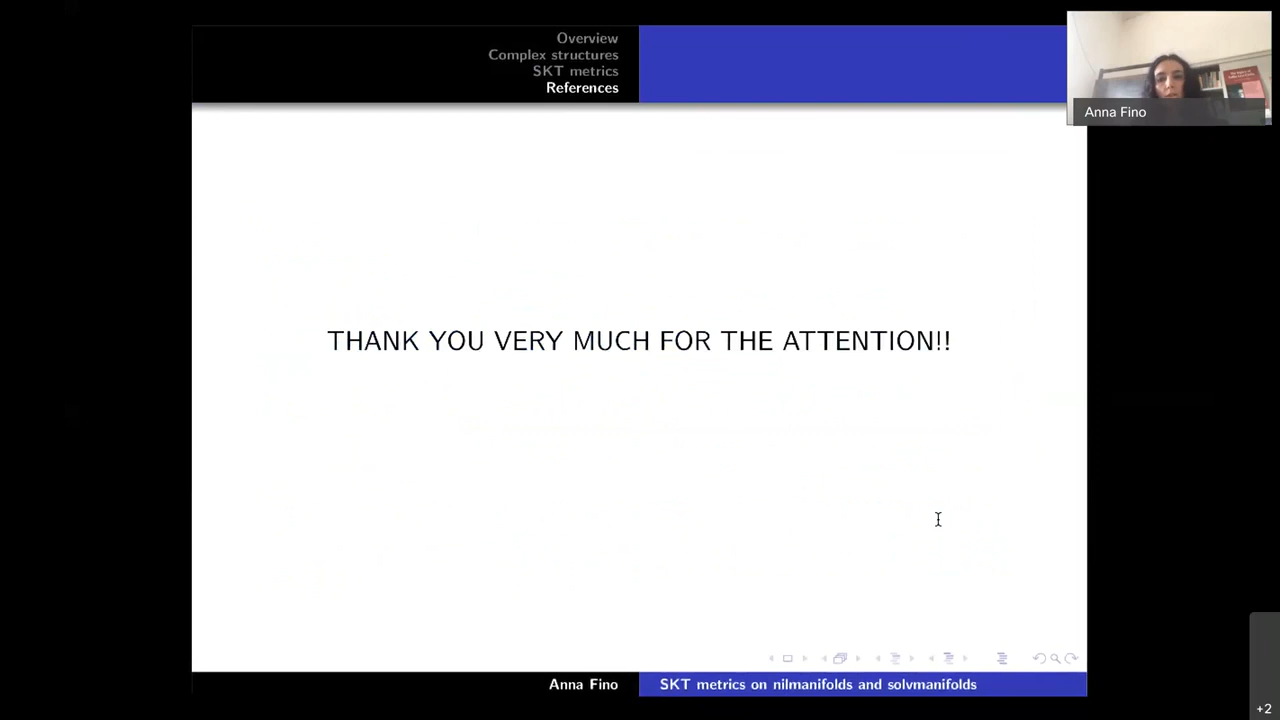 Overview
Complex structures
SKT metrics
References
Anna Fino
THANK YOU VERY MUCH FOR THE ATTENTION!!
Anna Fino
SKT metrics on nilmanifolds and solvmanifolds
+2